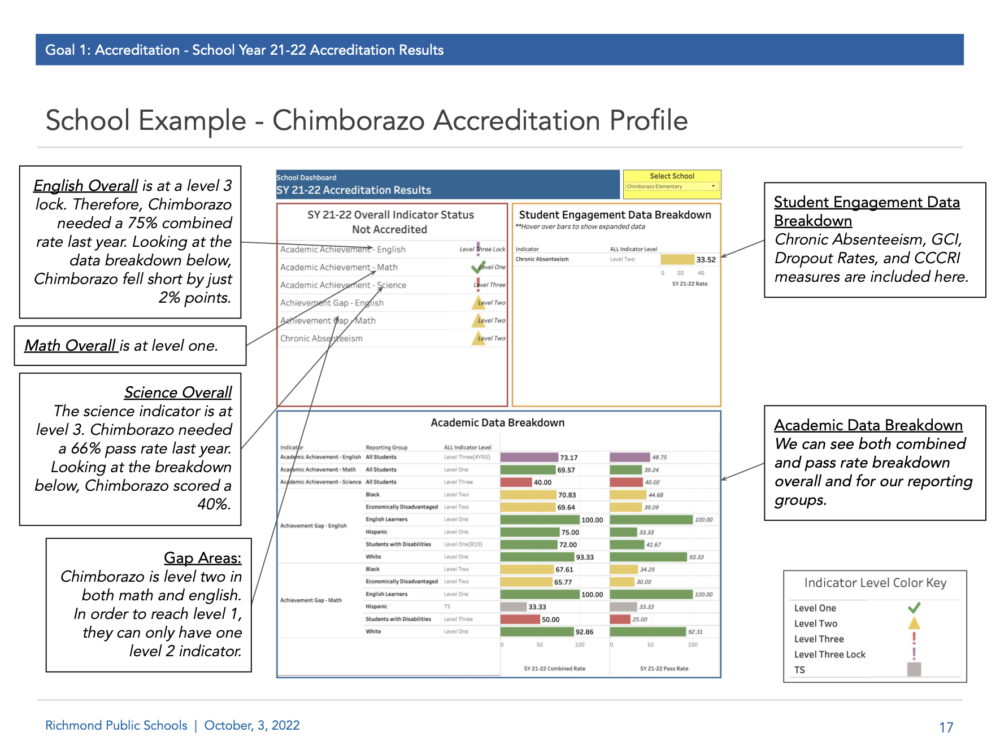 Goal 1: Accreditation - School Year 21-22 Accreditation Results
School Example - Chimborazo Accreditation Profile
English Overall is at a level 3
lock. Therefore, Chimborazo
needed a 75% combined
rate last year. Looking at the
data breakdown below,
Chimborazo fell short by just
2% points.
Math Overall is at level one.
Science Overall
The science indicator is at
level 3. Chimborazo needed
a 66% pass rate last year.
Looking at the breakdown
below, Chimborazo scored a
40%.
Gap Areas:
Chimborazo is level two in
both math and english.
In order to reach level 1,
they can only have one
level 2 indicator.
School Dashboard
SY 21-22 Accreditation Results
Select School
Chimborazo Elementary
SY 21-22 Overall Indicator Status
Not Accredited
Academic Achievement - English Level Three Lock
Academic Achievement - Math Level One
Academic Achievement - Science Level Three
Achievement Gap - English Level Two
Achievement Gap - Math Level Two
Chronic Absenteeism Level Two
Student Engagement Data Breakdown
**Hover over bars to show expanded data
Indicator ALL Indicator Level
Chronic Absenteeism Level Two 33.52
0 20 40
SY 21-22 Rate
Academic Data Breakdown
Indicator Reporting Group ALL Indicator Level
Academic Achievement - English All Students Level Three(4YRS) 73.17 48.75
Academic Achievement - Math All Students Level One 69.57 39.24
Academic Achievement - Science All Students Level Three 40.00 40.00
Achievement Gap - English
Black Level Two 70.83 44.68
Economically Disadvantaged Level Two 69.64 39.09
English Learners Level One 100.00 100.00
Hispanic Level One 75.00 33.33
Students with Disabilities Level One(R10) 72.00 41.67
White Level One 93.33 93.33
Achievement Gap - Math
Black Level Two 67.61 34.29
Economically Disadvantaged Level Two 65.77 30.00
English Learners Level One 100.00 100.00
Hispanic TS 33.33 33.33
Students with Disabilities Level Three 50.00 25.00
White Level One 92.86 92.31
0 50 100 0 50 100
SY 21-22 Combined Rate SY 21-22 Pass Rate
Student Engagement Data
Breakdown
Chronic Absenteeism, GCI,
Dropout Rates, and CCCRI
measures are included here.
Academic Data Breakdown
We can see both combined
and pass rate breakdown
overall and for our reporting
groups.
Indicator Level Color Key
Level One
Level Two
Level Three
Level Three Lock
TS
Richmond Public Schools | October, 3, 2022
17